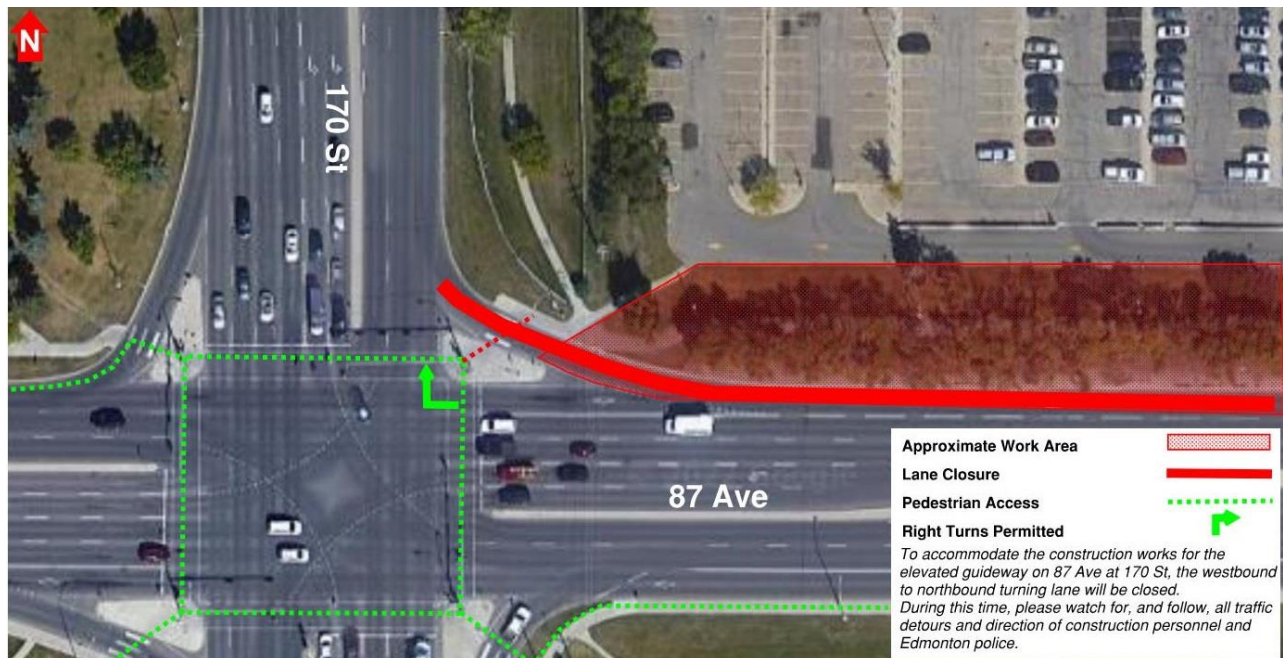 N
170 St
87 Ave
Approximate Work Area
Lane Closure
Pedestrian Access
Right Turns Permitted
To accommodate the construction works for the
elevated guideway on 87 Ave at 170 St, the westbound
to northbound turning lane will be closed.
During this time, please watch for, and follow, all traffic
detours and direction of construction personnel and
Edmonton police.